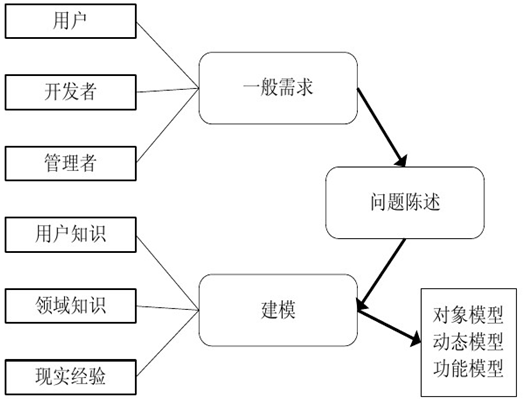 用户
开发者
管理者
一般需求
问题陈述
用户知识
领域知识
现实经验
建模
对象模型
动态模型
功能模型